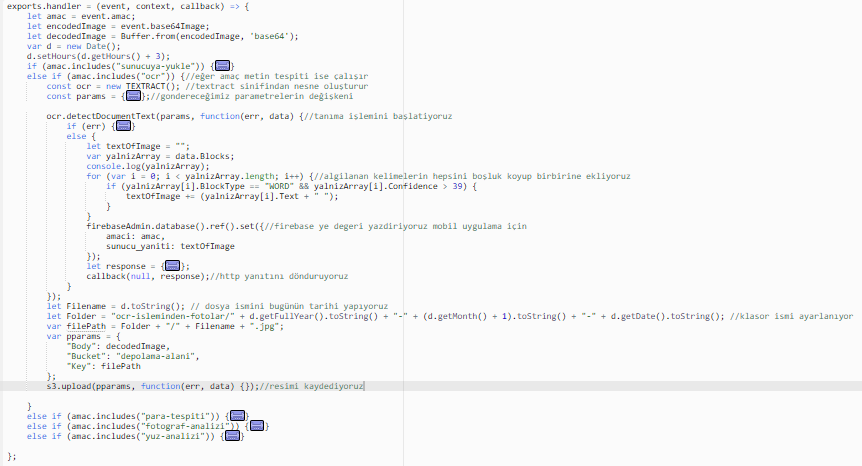 exports.handler = (event, context, callback) => {
let amac = event.amac;
let encodedImage = event.base64Image;
let decodedImage = Buffer.from(encodedImage, 'base64');
var d = new Date();
d.setHours(d.getHours() + 3);
if (amac.includes("sunucuya-yukle")) {}
else if (amac.includes("ocr")) {//eğer amaç metin tespiti ise çalışır
const ocr = new TEXTRACT(); //textract sinifindan nesne oluşturur
const params = {};//gondereceğimiz parametrelerin değişkeni
ocr.detectDocumentText(params, function(err, data) {//tanıma işlemini başlatiyoruz
if (err) {}
else {
let textOfImage = "";
var yalnizArray = data.Blocks;
console.log(yalnizArray);
for (var i = 0; i < yalnizArray.length; i++) {//algilanan kelimelerin hepsini boşluk koyup birbirine ekliyoruz
if (yalnizArray[i].BlockType == "WORD" && yalnizArray[i].Confidence > 39) {
textOfImage += (yalnizArray[i].Text + " ");
}
}
firebaseAdmin.database().ref().set({//firebase ye degeri yazdiriyoruz mobil uygulama için
amaci: amac,
sunucu_yaniti: textOfImage
});
let response = {};
callback(null, response);//http yanıtını dönduruyoruz
}
});
let Filename = d.toString(); // dosya ismini bugünün tarihi yapıyoruz
let Folder = "ocr-isleminden-fotolar/" + d.getFullYear().toString() + "-" + (d.getMonth() + 1).toString() + "-" + d.getDate().toString(); //klasor ismi ayarlanıyor
var filePath = Folder + "/" + Filename + ".jpg";
var pparams = {
"Body": decodedImage,
"Bucket": "depolama-alani",
"Key": filePath
};
s3.upload(pparams, function(err, data) {});//resimi kaydediyoruz
}
else if (amac.includes("para-tespiti")) {}
else if (amac.includes("fotograf-analizi")) {}
else if (amac.includes("yuz-analizi")) {}
};